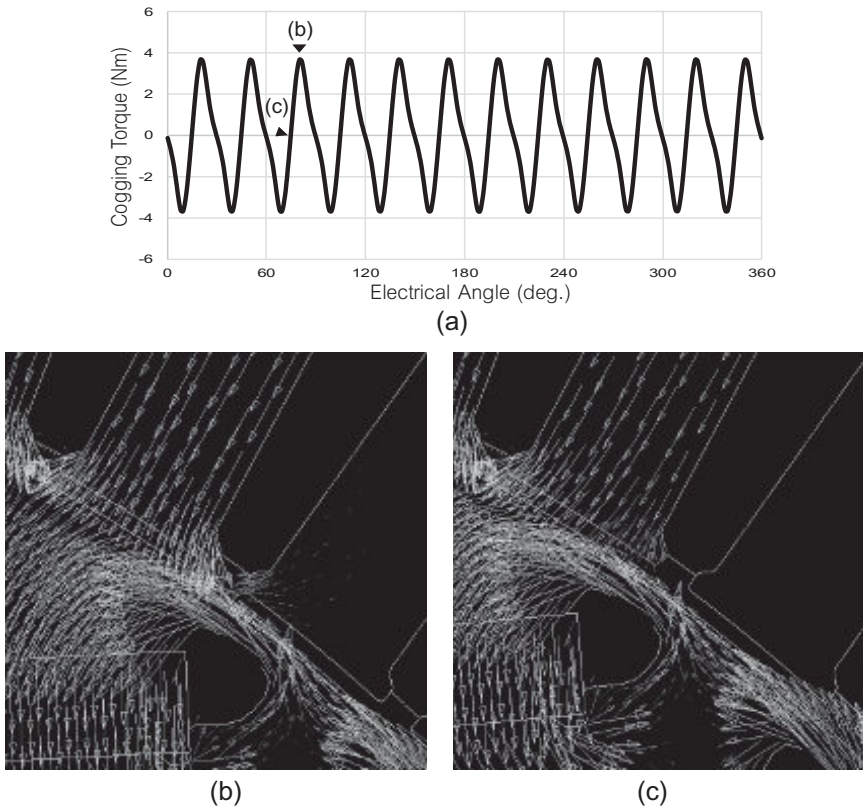 6
(b)
4
2
(c)
0
-2
-4
-6
Cogging Torque (Nm)
0 60 120 180 240 300 360
Electrical Angle (deg.)
(a)
(b) (c)